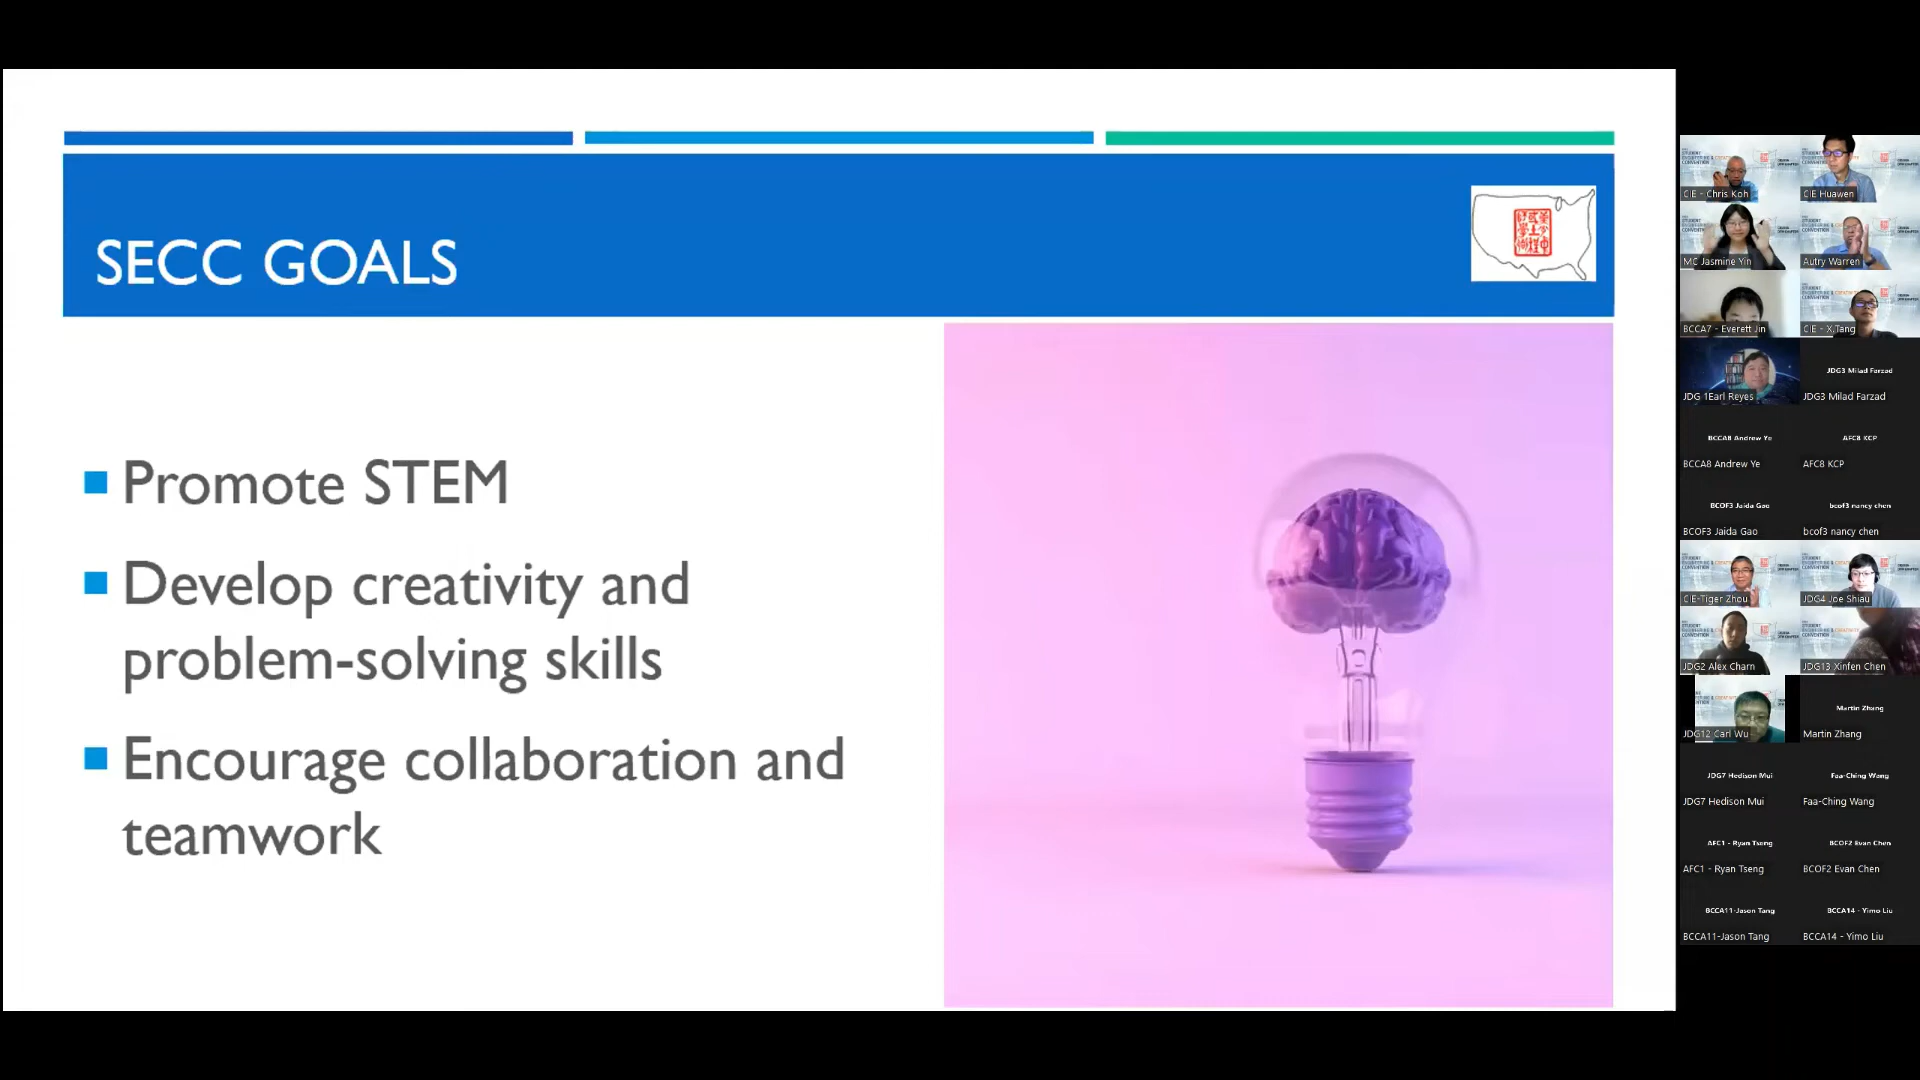 SECC GOALS
Promote STEM
Develop creativity and
problem-solving skills
Encourage collaboration and
teamwork
CIE - Chris Koh
CIE Huawen
MC Jasmine Yin
Autry Warren
BCCA7 - Everett Jin
CIE - X.Tang
JDG 1Earl Reyes
JDG3 Milad Farzad
JDG3 Milad Farzad
BCCA8 Andrew Ye
AFC8 KCP
BCCA8 Andrew Ye
AFC8 KCP
BCOF3 Jaida Gao
bcof3 nancy chen
BCOF3 Jaida Gao
bcof3 nancy chen
CIE-Tiger Zhou
JDG4 Joe Shiau
JDG2 Alex Charn
JDG13 Xinfen Chen
JDG12 Carl Wu
Martin Zhang
Martin Zhang
JDG7 Hedison Mui
Faa-Ching Wang
JDG7 Hedison Mui
Faa-Ching Wang
AFC1 - Ryan Tseng
BCOF2 Evan Chen
AFC1 - Ryan Tseng
BCOF2 Evan Chen
BCCA11-Jason Tang
BCCA14 - Yimo Liu
BCCA11-Jason Tang
BCCA14 - Yimo Liu